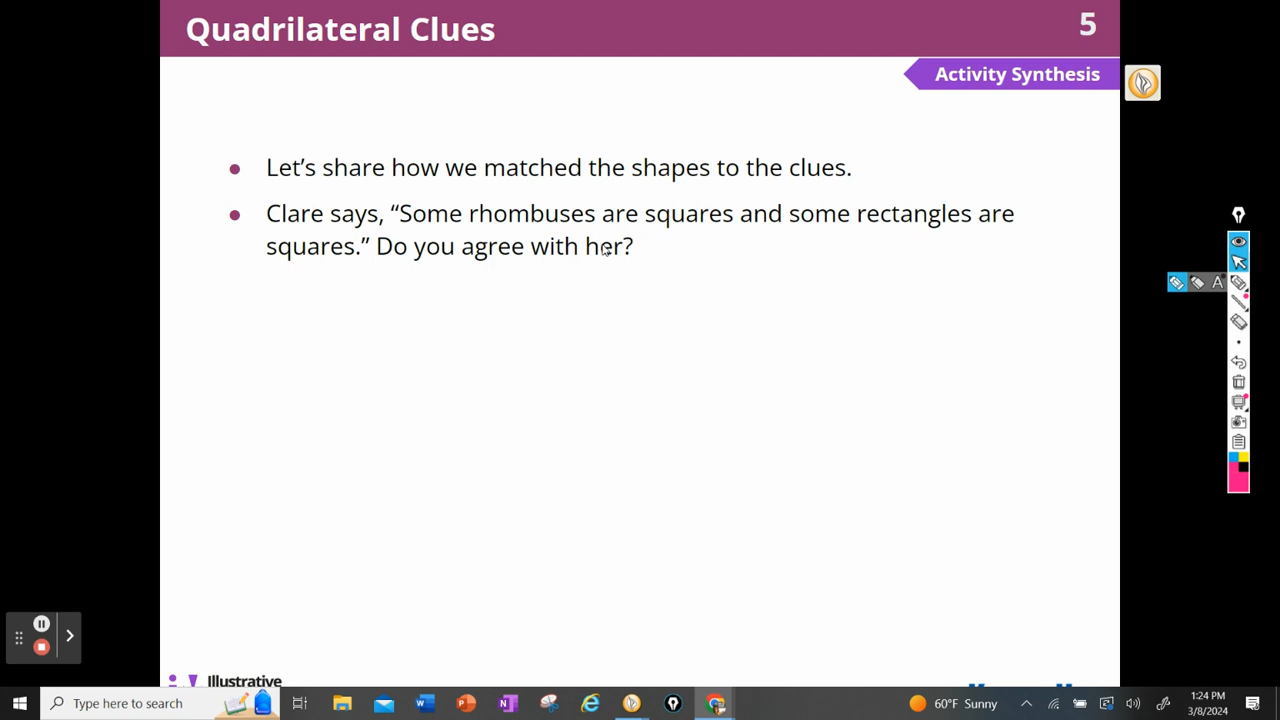 Quadrilateral Clues
5
Activity Synthesis
Let’s share how we matched the shapes to the clues.
Clare says, “Some rhombuses are squares and some rectangles are
squares.” Do you agree with her?
A
Illustrative
Type here to search
60°F Sunny
1:24 PM
3/8/2024